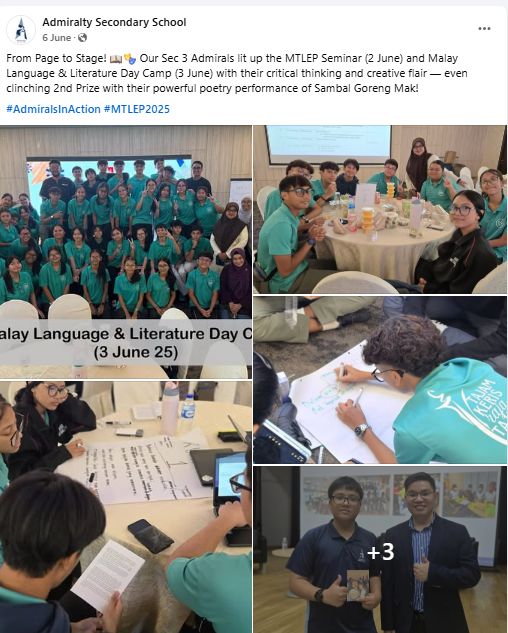 Admiralty Secondary School
6 June ·
From Page to Stage! 📖🎭 Our Sec 3 Admirals lit up the MTLEP Seminar (2 June) and Malay
Language & Literature Day Camp (3 June) with their critical thinking and creative flair — even
clinching 2nd Prize with their powerful poetry performance of Sambal Goreng Mak!
#AdmiralsInAction #MTLEP2025
alay Language & Literature Day C
(3 June 25)
TAJAM
KERIS
RAJA
+3